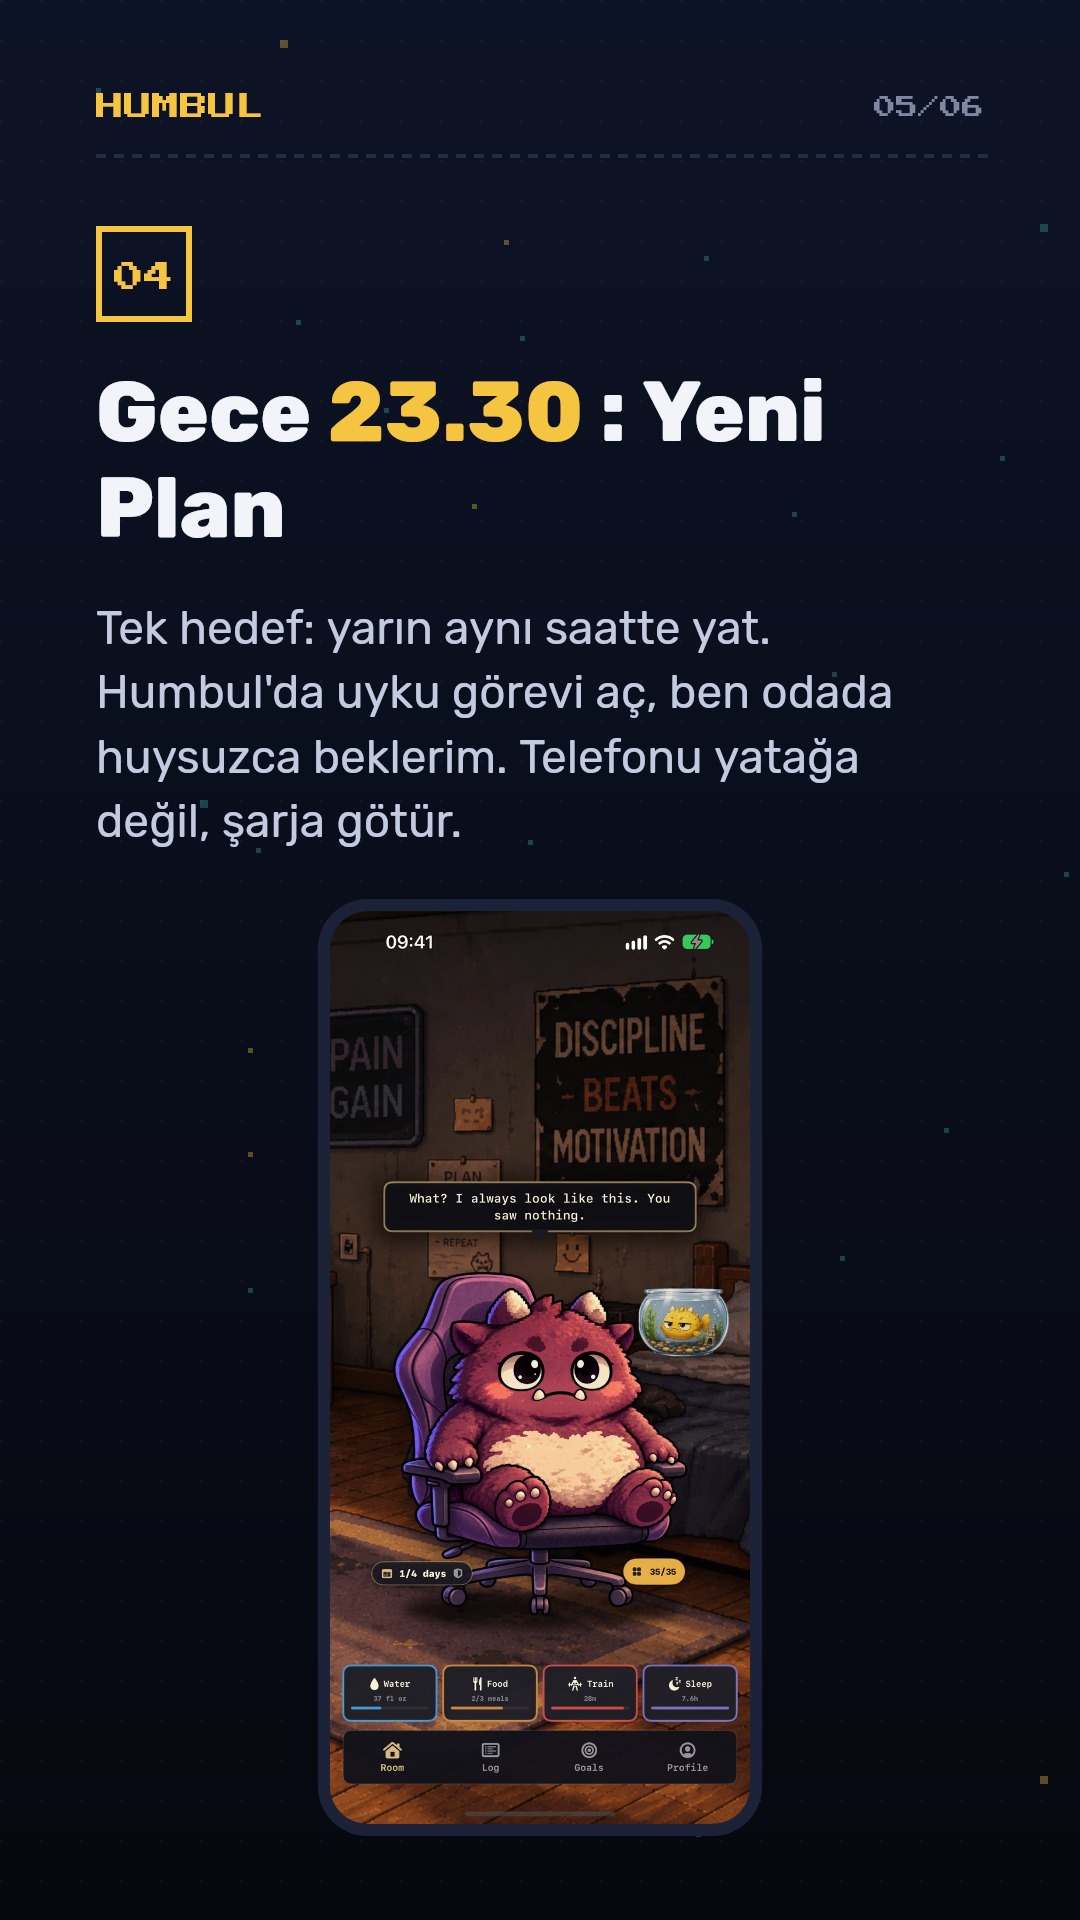 HUMBUL
05/06
04
Gece 23.30 : Yeni
Plan
Tek hedef: yarın aynı saatte yat.
Humbul'da uyku görevi aç, ben odada
huysuzca beklerim. Telefonu yatağa
değil, şarja götür.
09:41
PAIN
GAIN
DISCIPLINE
- BEATS -
MOTIVATION
PLAN
What? I always look like this. You
saw nothing.
- REPEAT
1/4 days
35/35
Water
37 fl oz
Food
2/3 meals
Train
28m
Sleep
7.6h
Room
Log
Goals
Profile